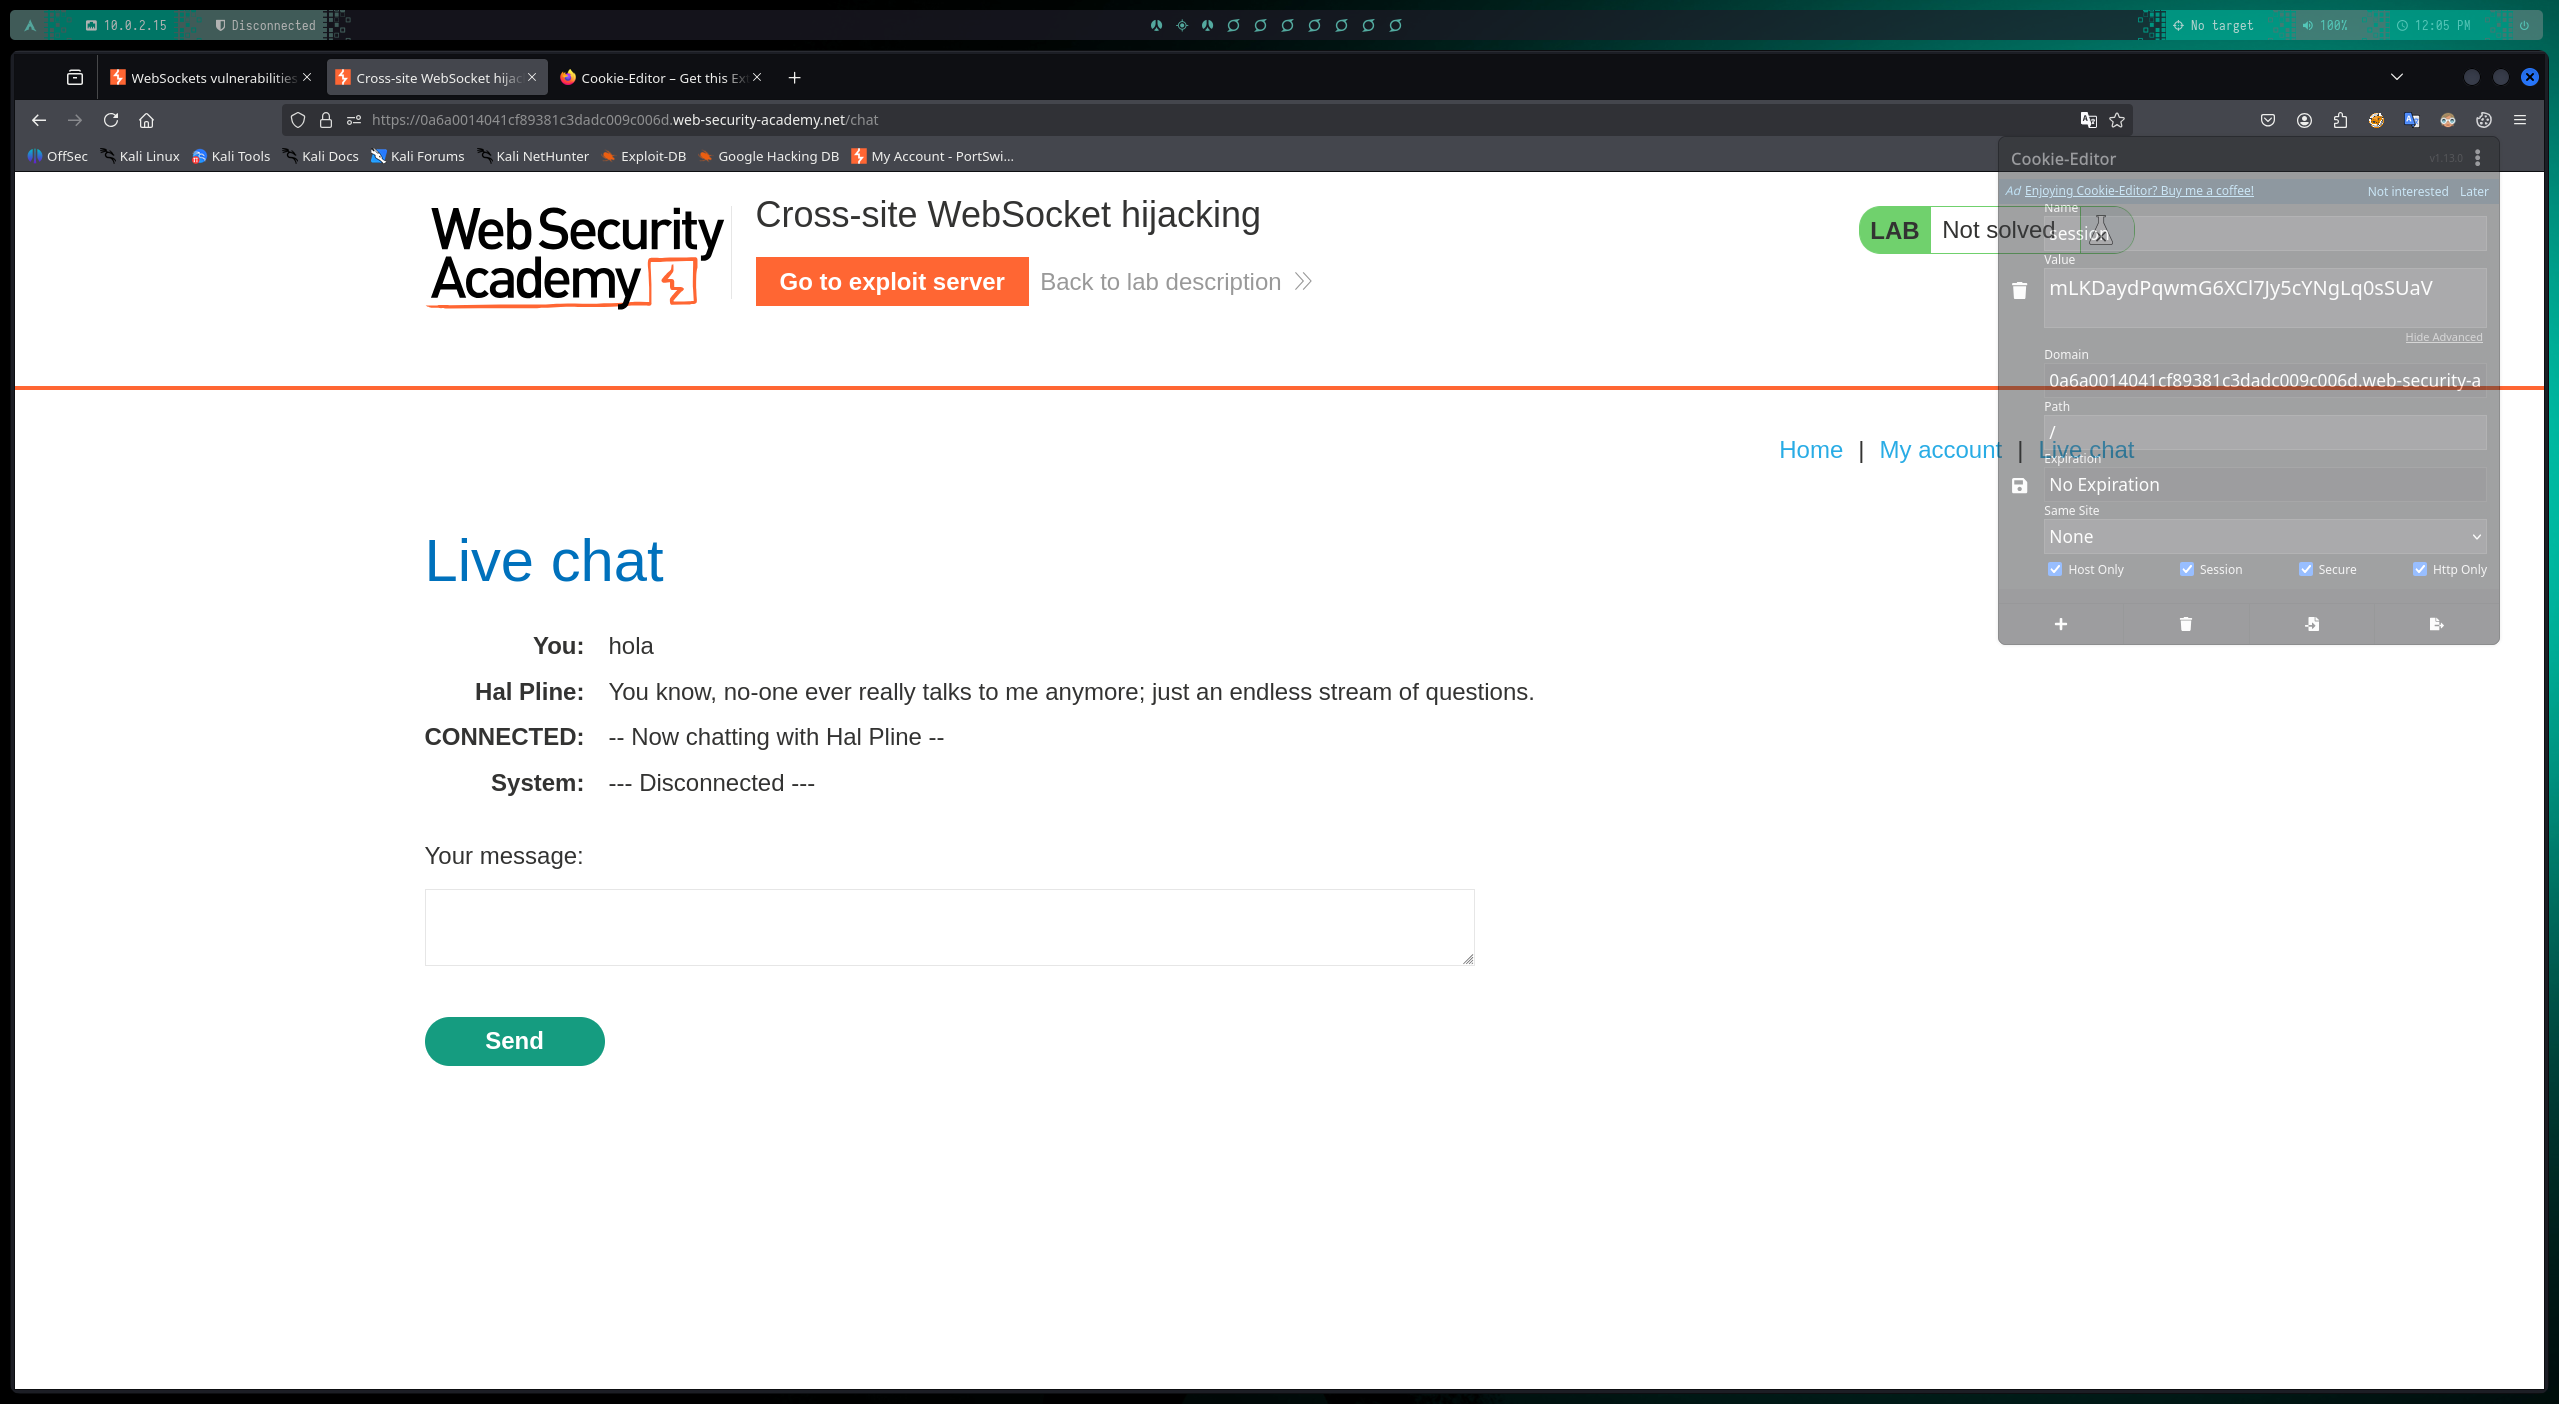 10.0.2.15
Disconnected
No target
100%
12:05 PM
WebSockets vulnerabilities
Cross-site WebSocket hijac
Cookie-Editor – Get this Ex
https://0a6a0014041cf89381c3dadc009c006d.web-security-academy.net/chat
OffSec
Kali Linux
Kali Tools
Kali Docs
Kali Forums
Kali NetHunter
Exploit-DB
Google Hacking DB
My Account - PortSwi...
WebSecurity
Academy
Cross-site WebSocket hijacking
Go to exploit server
Back to lab description
LAB
Not solved
Home | My account | Live chat
Live chat
You: hola
Hal Pline: You know, no-one ever really talks to me anymore; just an endless stream of questions.
CONNECTED: -- Now chatting with Hal Pline --
System: --- Disconnected ---
Your message:
Send
Cookie-Editor
v1.13.0
Ad Enjoying Cookie-Editor? Buy me a coffee!
Not interested
Later
Name
session
Value
mLKDaydPqwmG6XCl7Jy5cYNgLq0sSUaV
Hide Advanced
Domain
0a6a0014041cf89381c3dadc009c006d.web-security-a
Path
/
Expiration
No Expiration
Same Site
None
Host Only
Session
Secure
Http Only